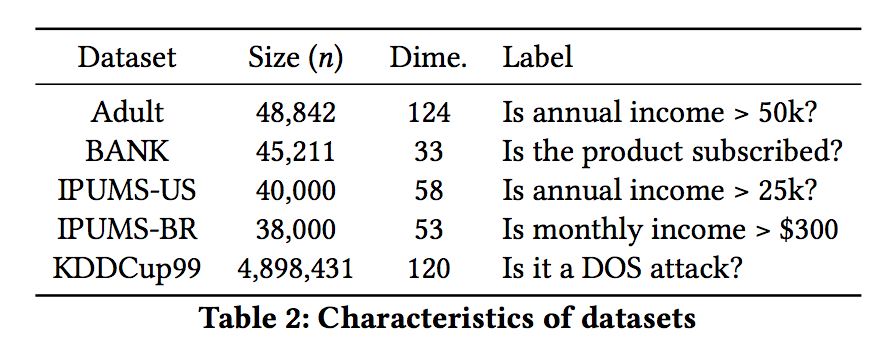 Dataset Size (n) Dime. Label
Adult 48,842 124 Is annual income > 50k?
BANK 45,211 33 Is the product subscribed?
IPUMS-US 40,000 58 Is annual income > 25k?
IPUMS-BR 38,000 53 Is monthly income > $300
KDDCup99 4,898,431 120 Is it a DOS attack?
Table 2: Characteristics of datasets